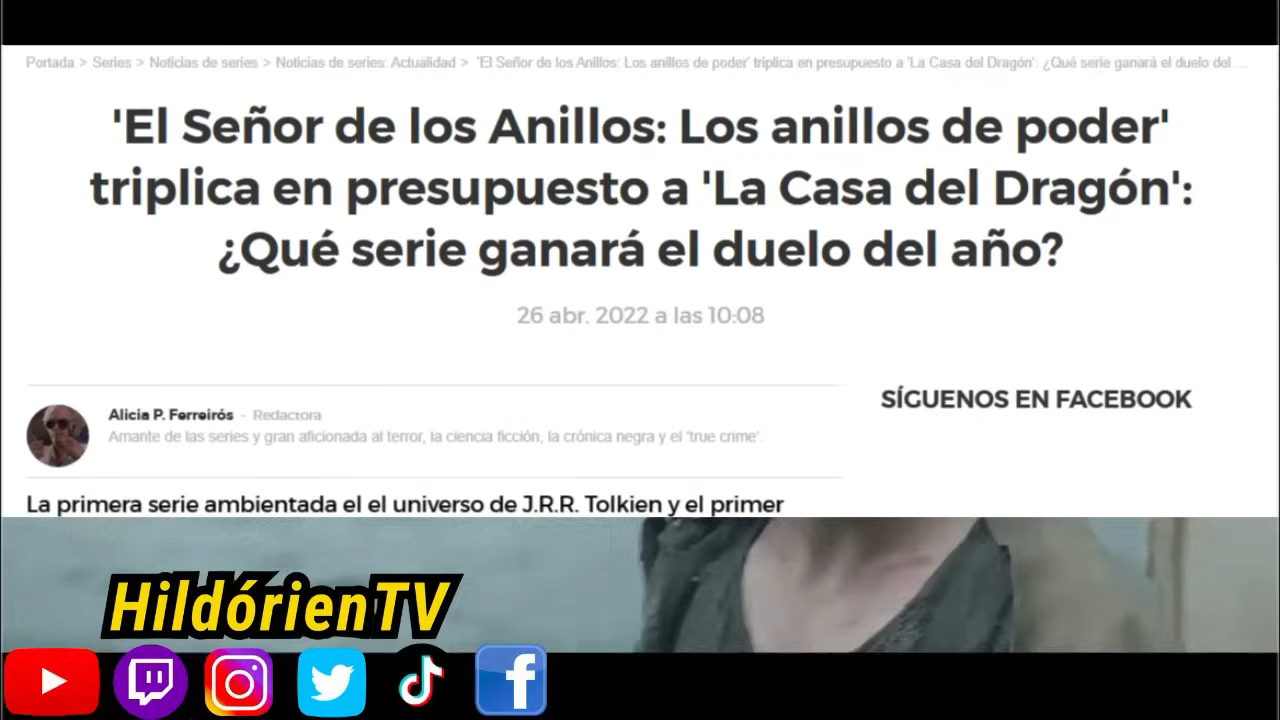 Portada > Series > Noticias de series > Noticias de series: Actualidad > 'El Señor de los Anillos: Los anillos de poder' triplica en presupuesto a 'La Casa del Dragón': ¿Qué serie ganará el duelo del ...
'El Señor de los Anillos: Los anillos de poder'
triplica en presupuesto a 'La Casa del Dragón':
¿Qué serie ganará el duelo del año?
26 abr. 2022 a las 10:08
Alicia P. Ferreirós - Redactora
Amante de las series y gran aficionada al terror, la ciencia ficción, la crónica negra y el 'true crime'.
SÍGUENOS EN FACEBOOK
La primera serie ambientada el el universo de J.R.R. Tolkien y el primer
HildórienTV